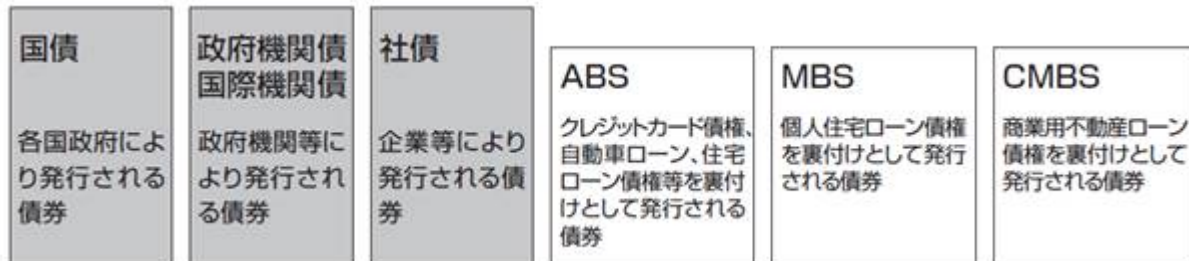 国債
各国政府によ
り発行される
債券
政府機関債
国際機関債
政府機関等に
より発行され
る債券
社債
企業等により
発行される債
券
ABS
クレジットカード債権、
自動車ローン、住宅
ローン債権等を裏付
けとして発行される
債券
MBS
個人住宅ローン債権
を裏付けとして発行
される債券
CMBS
商業用不動産ローン
債権を裏付けとして
発行される債券